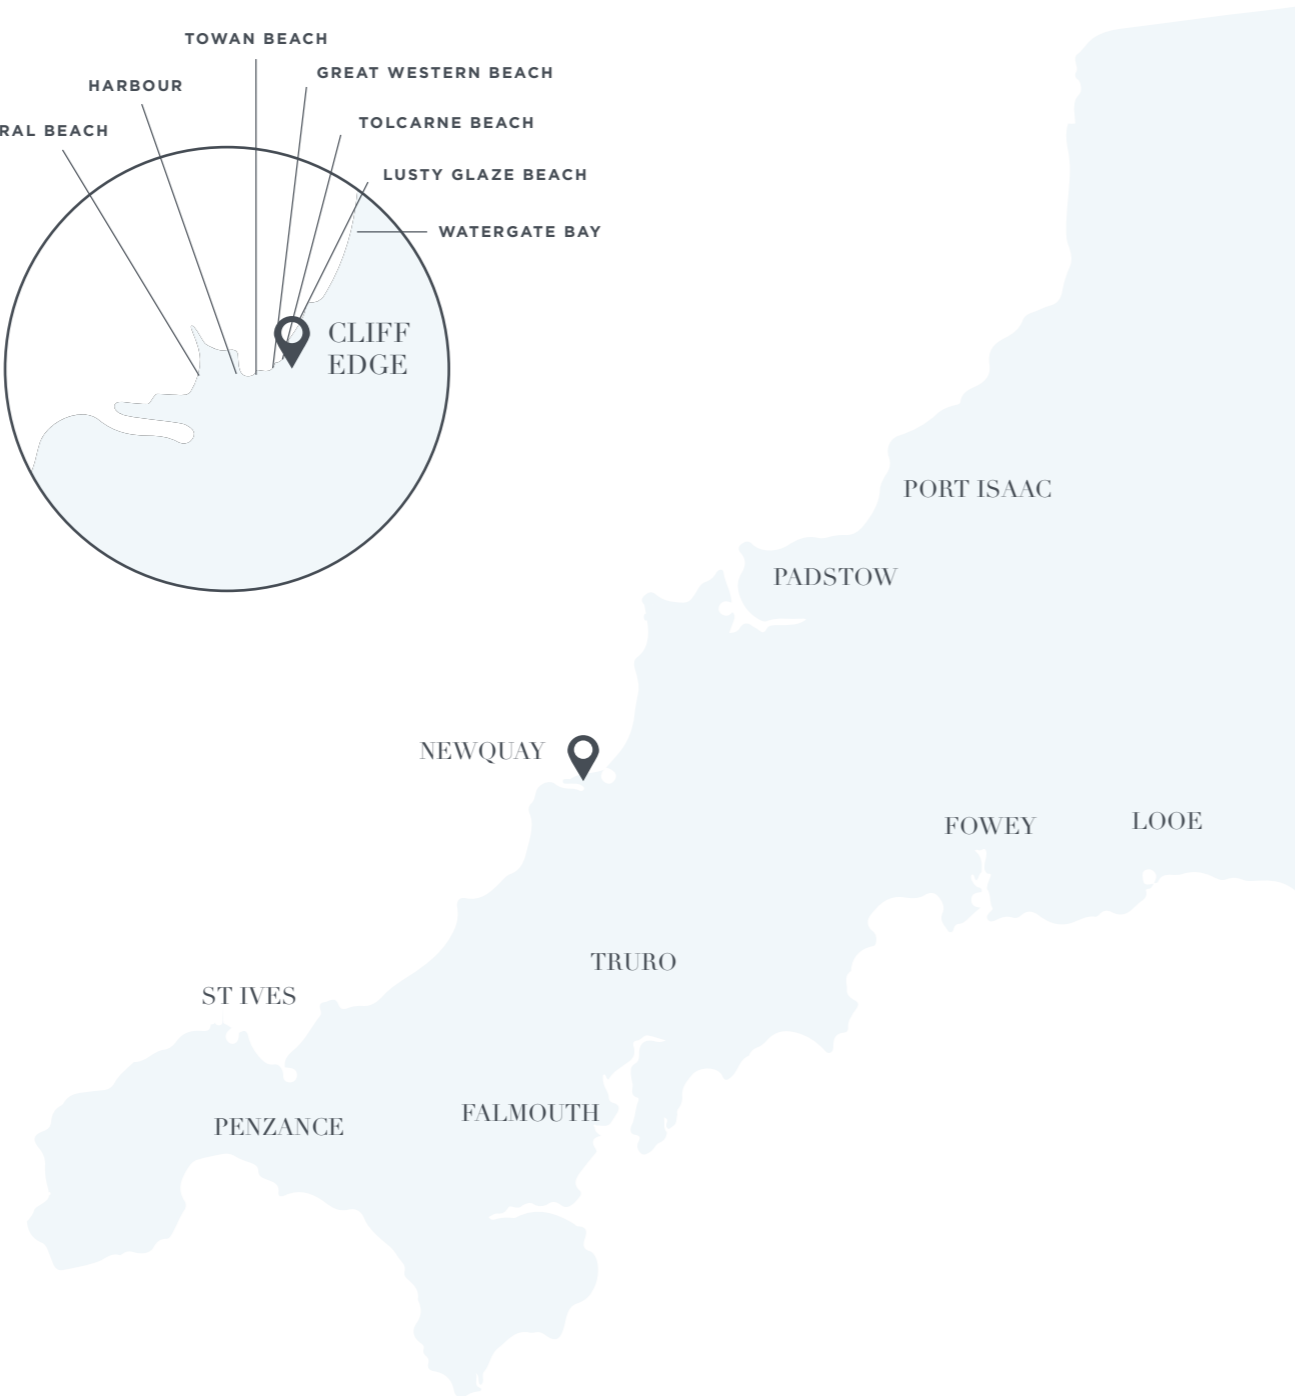 TOWAN BEACH
GREAT WESTERN BEACH
HARBOUR
TOLCARNE BEACH
BEACH
LUSTY GLAZE BEACH
WATERGATE BAY
CLIFF
EDGE
PORT ISAAC
PADSTOW
NEWQUAY
FOWEY
LOOE
TRURO
ST IVES
PENZANCE
FALMOUTH